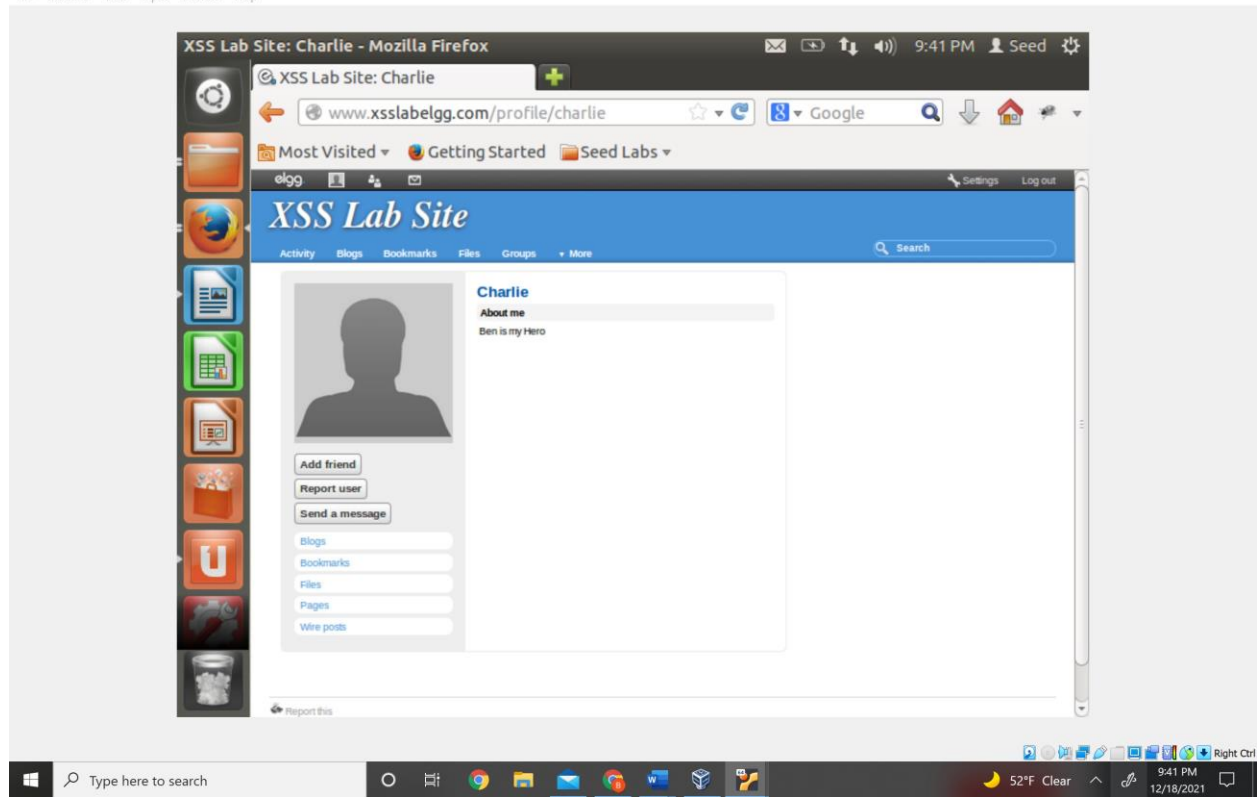 XSS Lab Site: Charlie - Mozilla Firefox 9:41 PM Seed
XSS Lab Site: Charlie
www.xsslabelgg.com/profile/charlie Google
Most Visited Getting Started Seed Labs
elgg Settings Log out
XSS Lab Site
Activity Blogs Bookmarks Files Groups More Search
Charlie
About me
Ben is my Hero
Add friend
Report user
Send a message
Blogs
Bookmarks
Files
Pages
Wire posts
Report this
Right Ctrl
Type here to search 52°F Clear 9:41 PM
12/18/2021